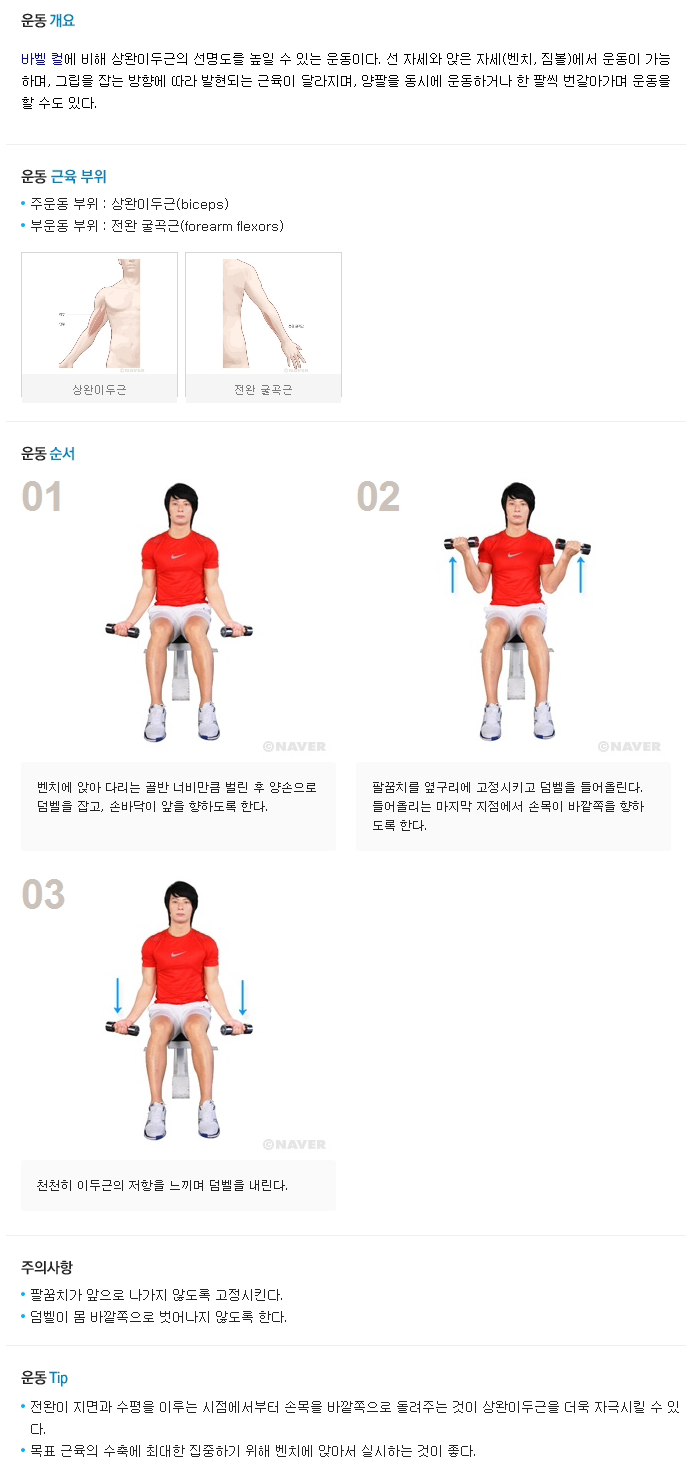 운동 개요
바벨 컬에 비해 상완이두근의 선명도를 높일 수 있는 운동이다. 선 자세와 앉은 자세(벤치, 짐볼)에서 운동이 가능
하며, 그립을 잡는 방향에 따라 발현되는 근육이 달라지며, 양팔을 동시에 운동하거나 한 팔씩 번갈아가며 운동을
할 수도 있다.
운동 근육 부위
• 주운동 부위 : 상완이두근(biceps)
• 부운동 부위 : 전완 굴곡근(forearm flexors)
©NAVER
©NAVER
상완이두근
전완 굴곡근
운동 순서
01
02
©NAVER
©NAVER
벤치에 앉아 다리는 골반 너비만큼 벌린 후 양손으로
덤벨을 잡고, 손바닥이 앞을 향하도록 한다.
팔꿈치를 옆구리에 고정시키고 덤벨을 들어올린다.
들어올리는 마지막 지점에서 손목이 바깥쪽을 향하
도록 한다.
03
©NAVER
천천히 이두근의 저항을 느끼며 덤벨을 내린다.
주의사항
• 팔꿈치가 앞으로 나가지 않도록 고정시킨다.
• 덤벨이 몸 바깥쪽으로 벗어나지 않도록 한다.
운동 Tip
• 전완이 지면과 수평을 이루는 시점에서부터 손목을 바깥쪽으로 돌려주는 것이 상완이두근을 더욱 자극시킬 수 있
다.
• 목표 근육의 수축에 최대한 집중하기 위해 벤치에 앉아서 실시하는 것이 좋다.